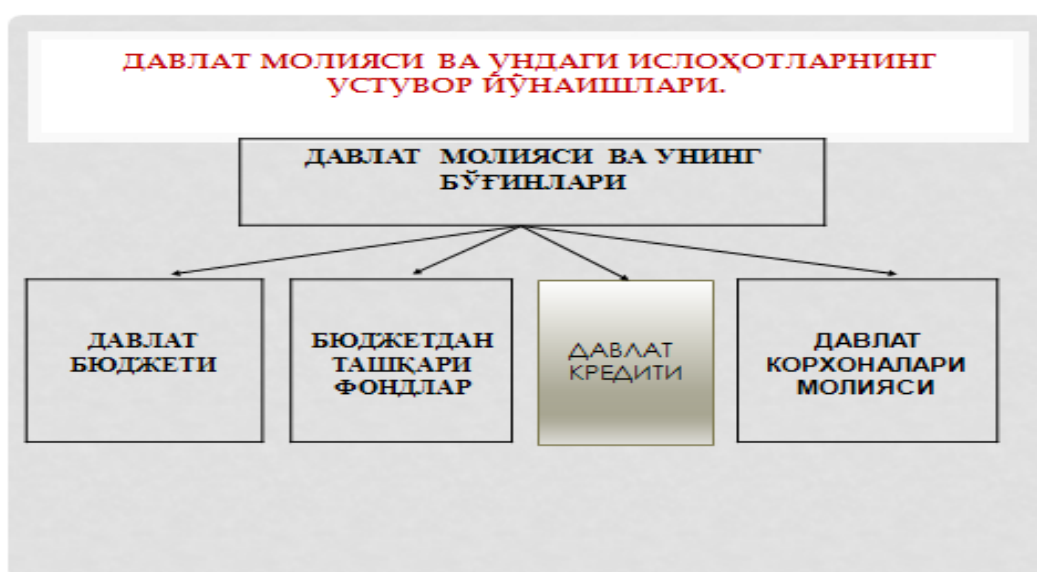 ДАВЛАТ МОЛИЯСИ ВА УНДАГИ ИСЛОҲОТЛАРНИНГ
УСТУВОР ЙЎНАИШЛАРИ.
ДАВЛАТ МОЛИЯСИ ВА УНИНГ
БЎҒИНЛАРИ
ДАВЛАТ
БЮДЖЕТИ
БЮДЖЕТДАН
ТАШҚАРИ
ФОНДЛАР
ДАВЛАТ
КРЕДИТИ
ДАВЛАТ
КОРХОНАЛАРИ
МОЛИЯСИ